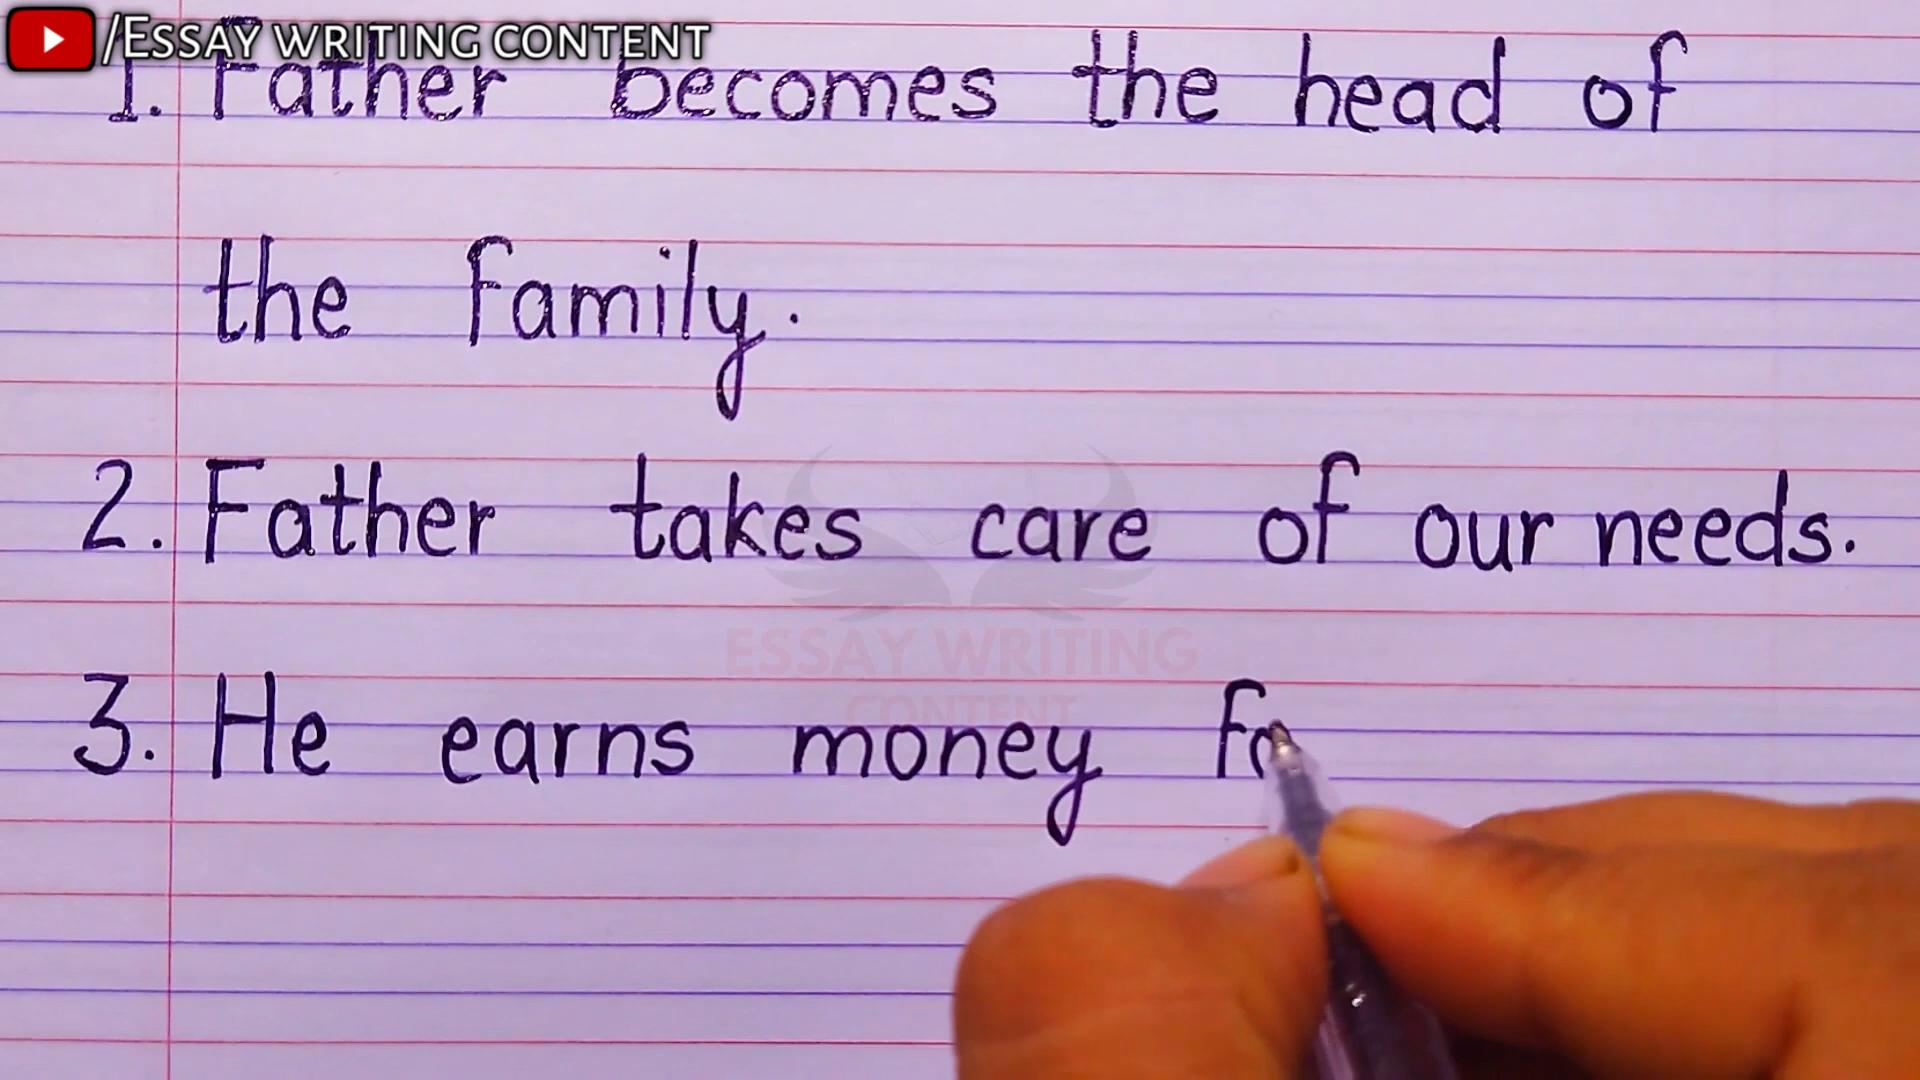 /ESSAY WRITING CONTENT
1. Father becomes the head of
the family.
2. Father takes care of our needs.
ESSAY WRITING
CONTENT
3. He earns money fo